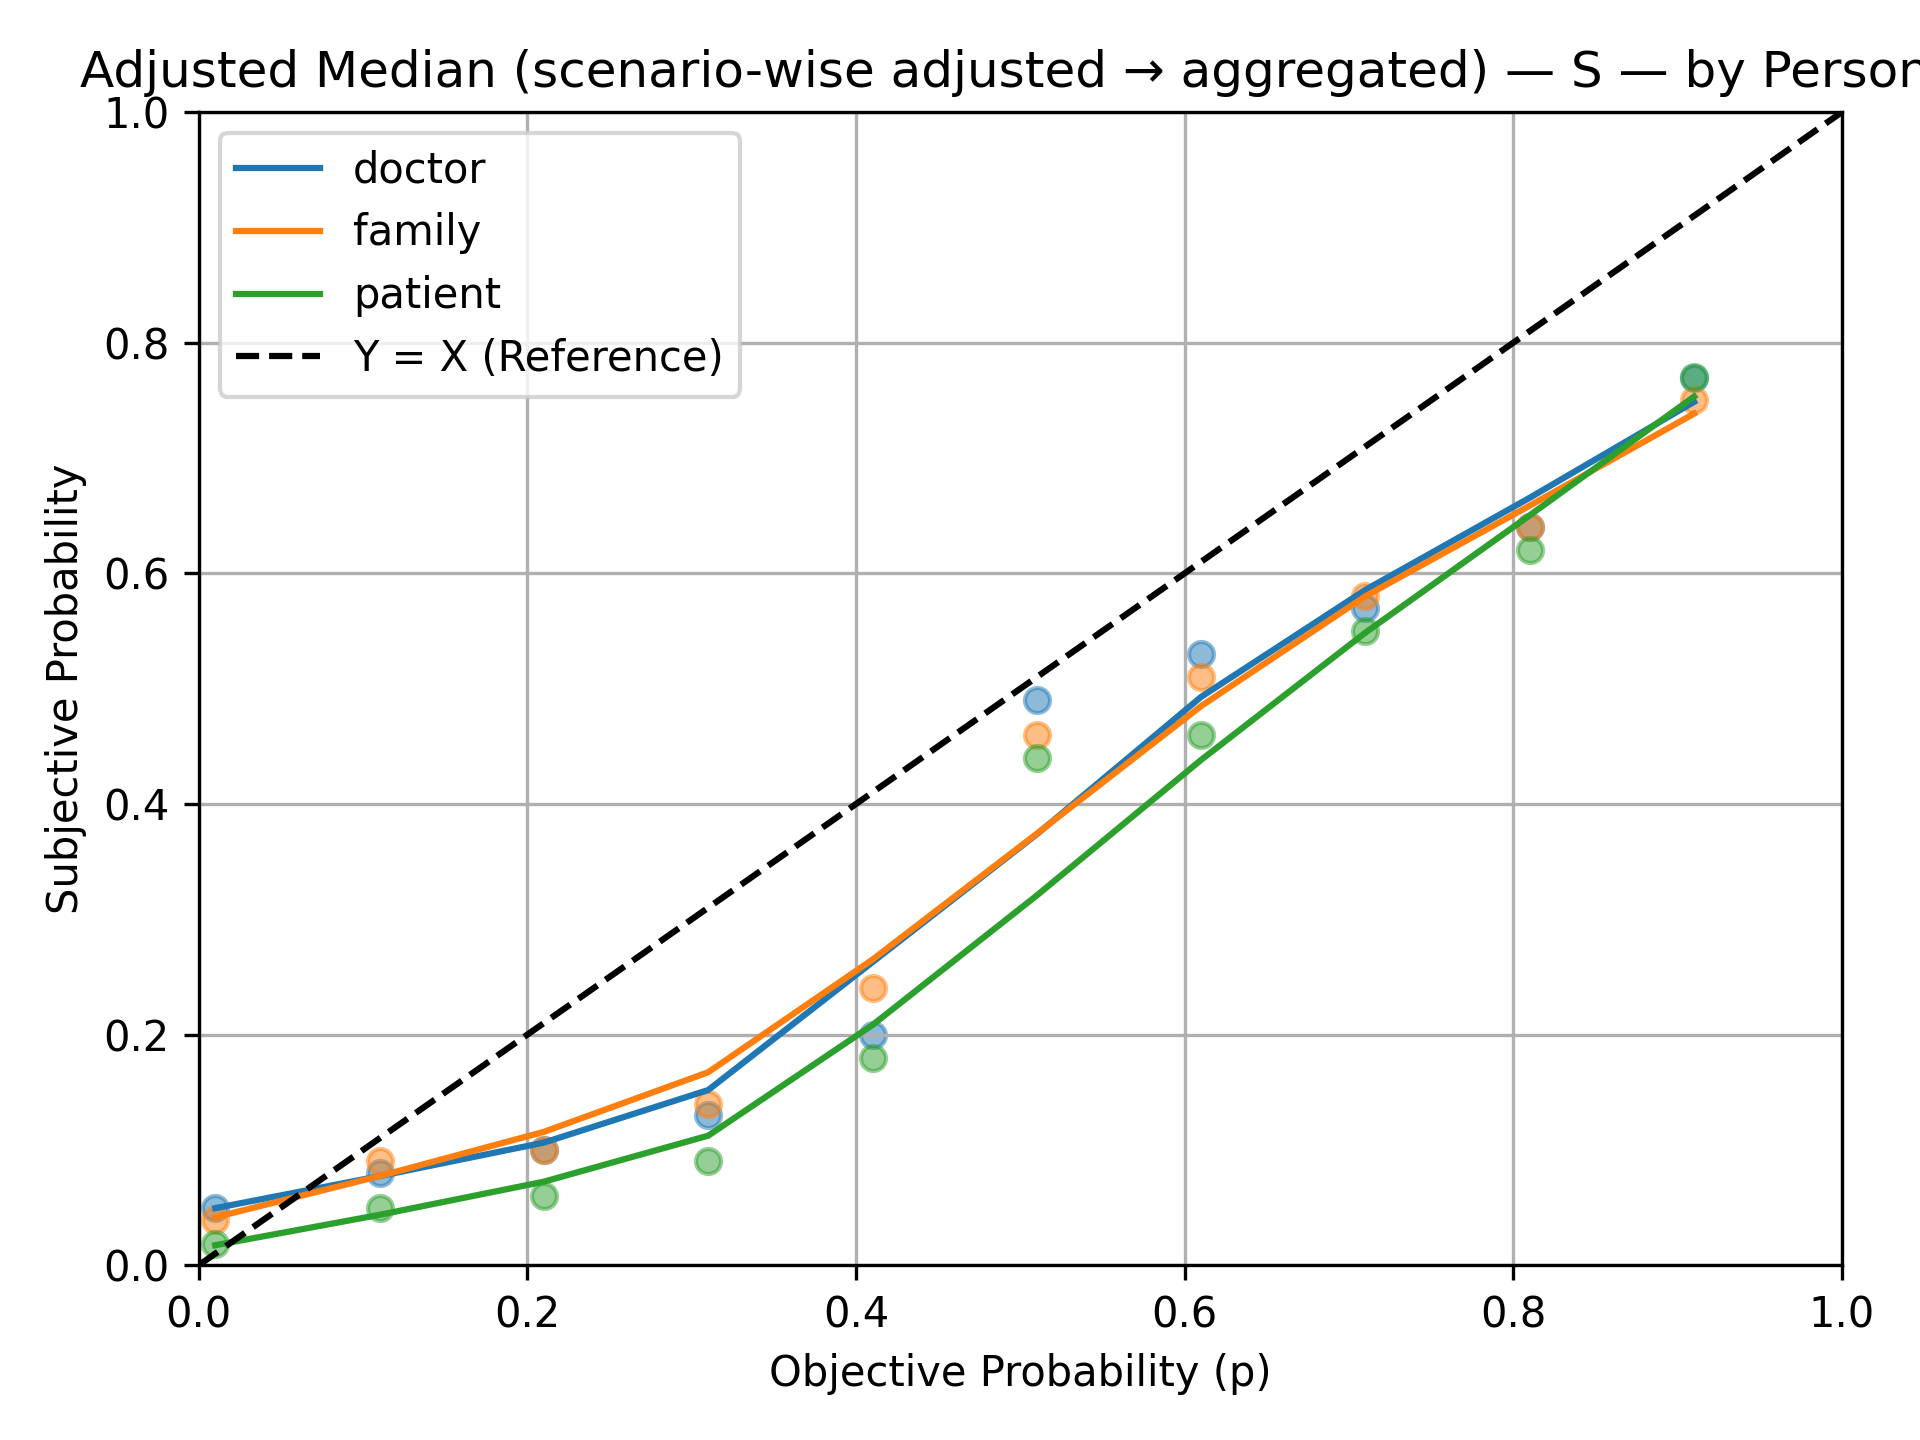 Adjusted Median (scenario-wise adjusted → aggregated) — S — by Person
1.0
0.8
0.6
0.4
0.2
0.0
Subjective Probability
doctor
family
patient
Y = X (Reference)
0.0 0.2 0.4 0.6 0.8 1.0
Objective Probability (p)